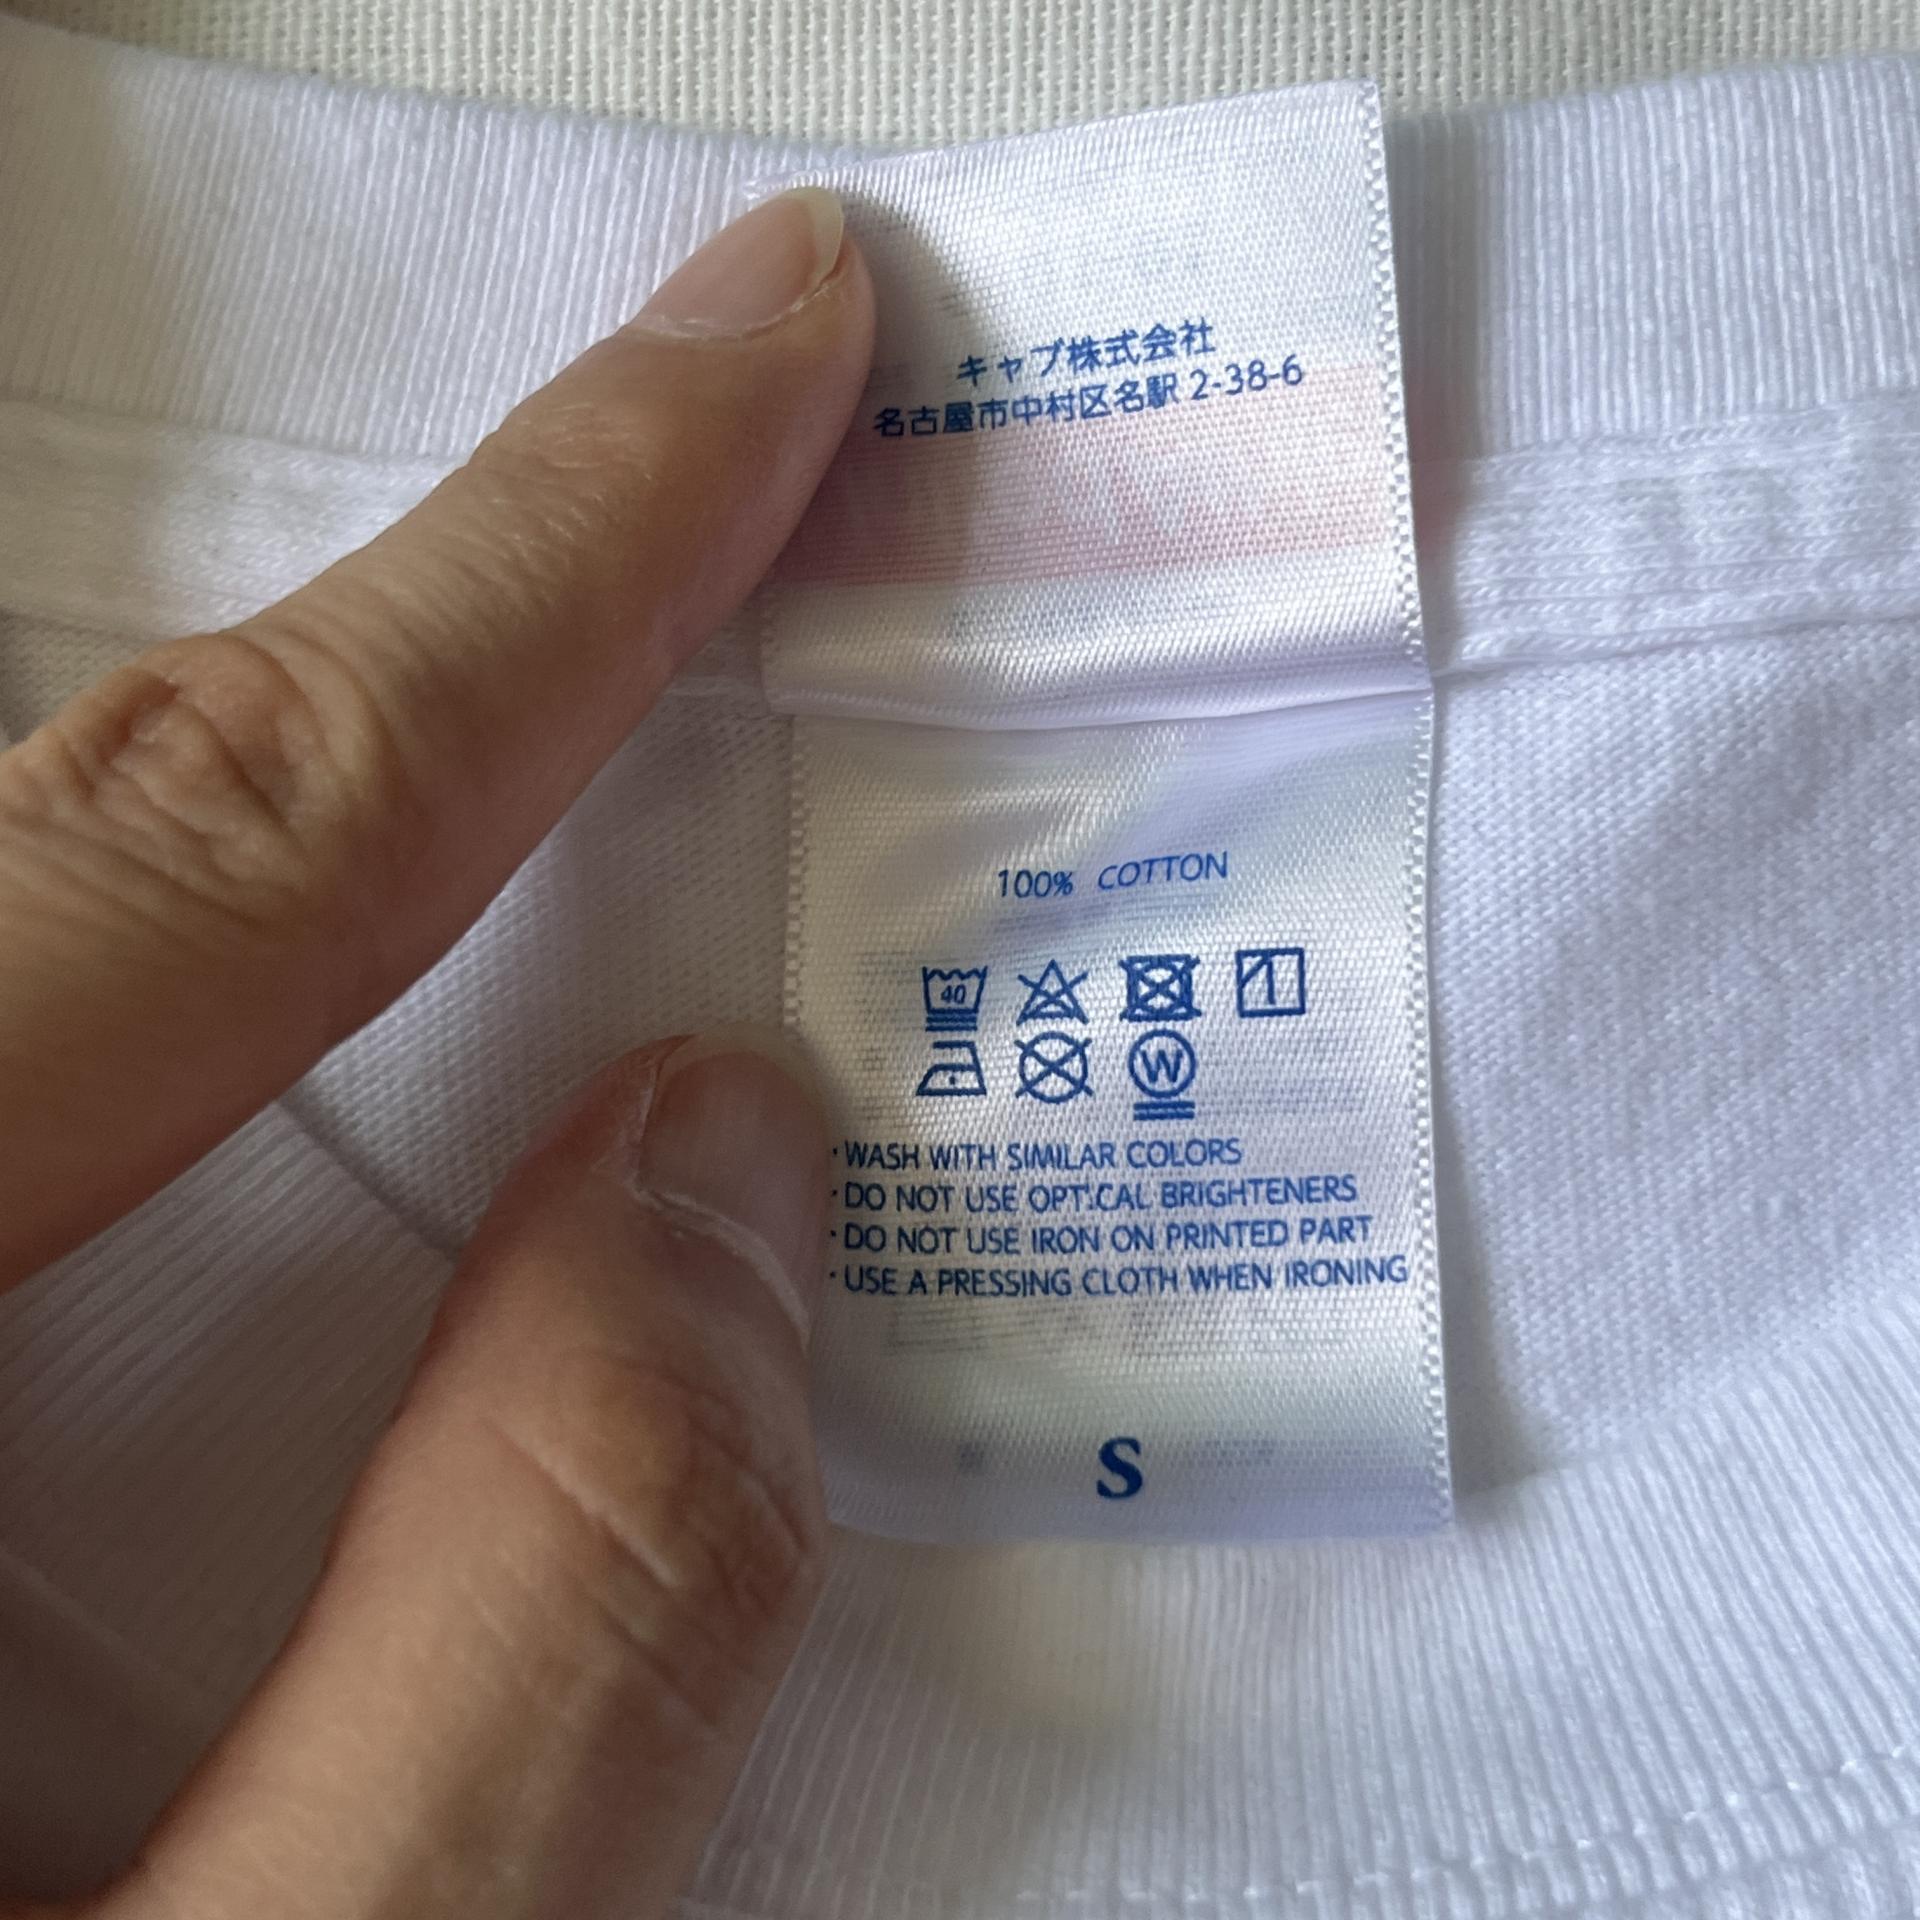 キャブ株式会社
名古屋市中村区名駅 2-38-6
100% COTTON
40
W
· WASH WITH SIMILAR COLORS
· DO NOT USE OPTICAL BRIGHTENERS
· DO NOT USE IRON ON PRINTED PART
· USE A PRESSING CLOTH WHEN IRONING
S